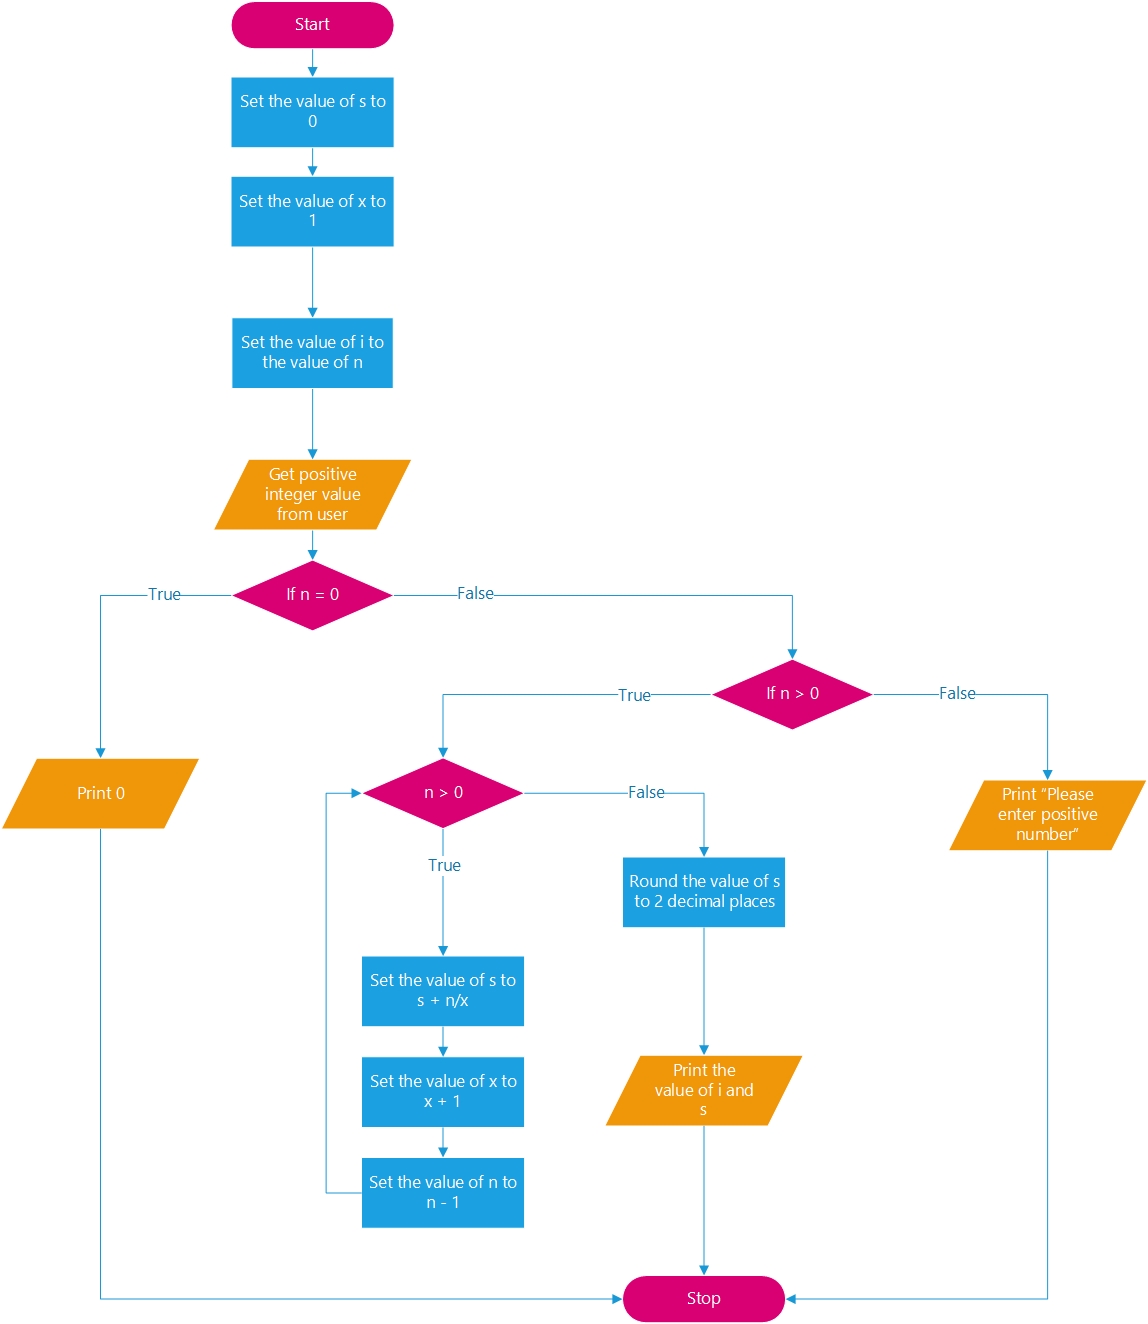 Start
Set the value of s to
0
Set the value of x to
1
Set the value of i to
the value of n
Get positive
integer value
from user
If n = 0
True
False
If n > 0
True
False
Print 0
n > 0
False
True
Print “Please
enter positive
number”
Round the value of s
to 2 decimal places
Set the value of s to
s + n/x
Set the value of x to
x + 1
Print the
value of i and
s
Set the value of n to
n - 1
Stop